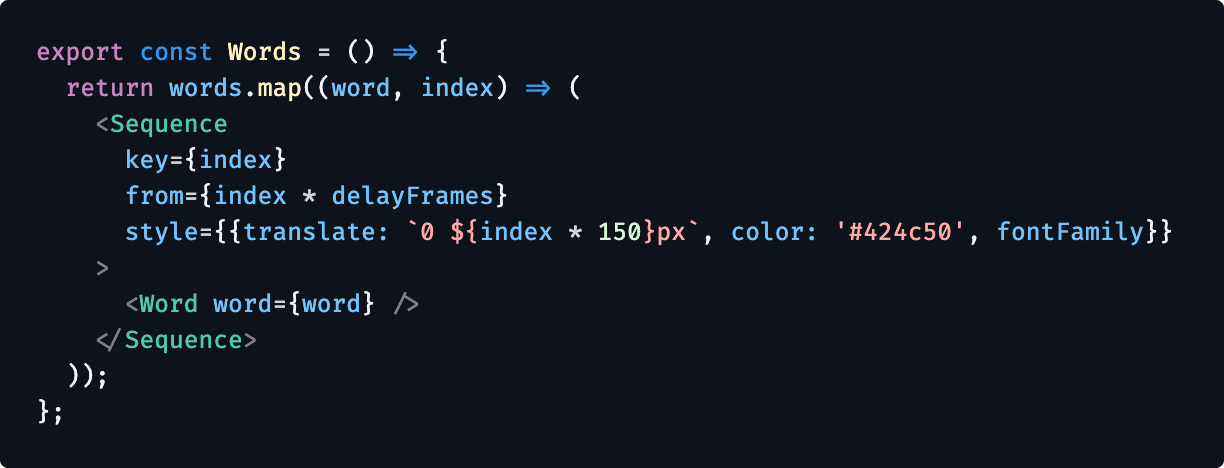 export const Words = () => {
  return words.map((word, index) => (
    <Sequence
      key={index}
      from={index * delayFrames}
      style={{translate: `0 ${index * 150}px`, color: '#424c50', fontFamily}}
    >
      <Word word={word} />
    </Sequence>
  ));
};